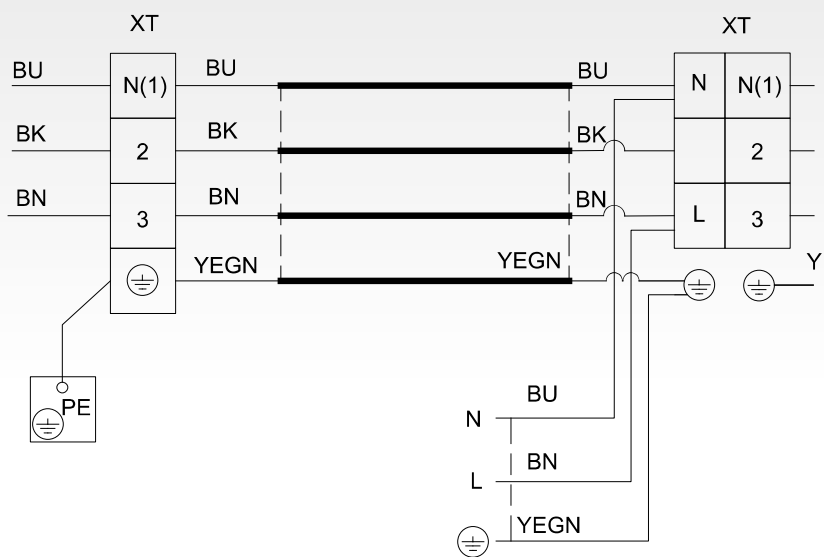 XT
XT
BU
N(1)
BU
BU
N
N(1)
BK
2
BK
BK
2
BN
3
BN
BN
L
3
YEGN
YEGN
Y
PE
N
BU
L
BN
YEGN